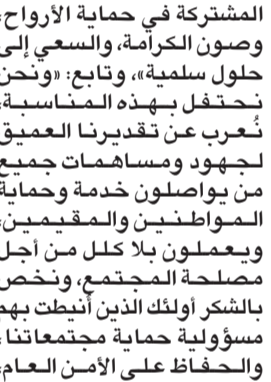 المشتركة في حماية الأرواح،
وصون الكرامة، والسعي إلى
حلول سلمية»، وتابع: «ونحن
نحتفل بهذه المناسبة،
نُعرب عن تقديرنا العميق
لجهود ومساهمات جميع
من يواصلون خدمة وحماية
المواطنين والمقيمين،
ويعملون بلا كلل من أجل
مصلحة المجتمع، ونخص
بالشكر أولئك الذين أنيطت بهم
مسؤولية حماية مجتمعاتنا،
والحفاظ على الأمن العام،